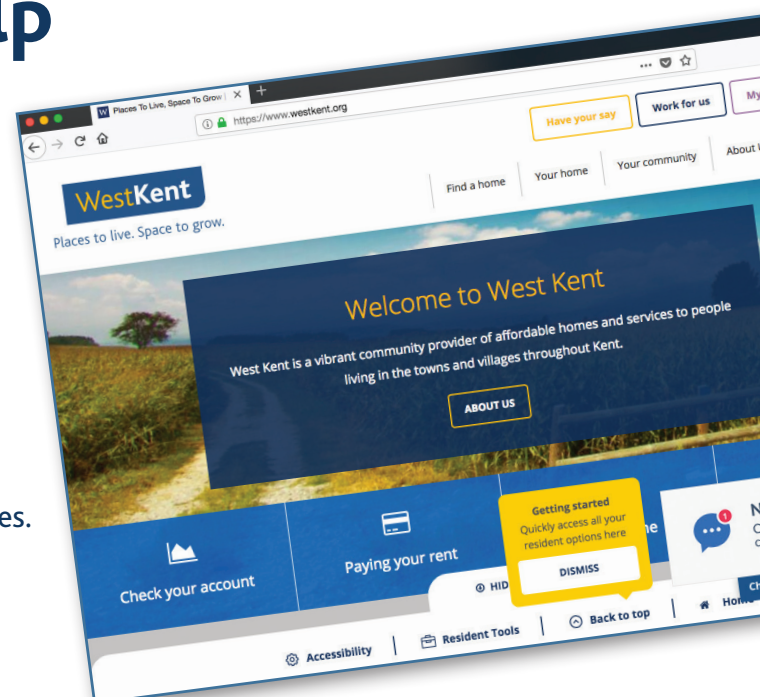 Places To Live, Space To Grow |
https://www.westkent.org
Have your say
Work for us
WestKent
Places to live. Space to grow.
Find a home
Your home
Your community
About
Welcome to West Kent
West Kent is a vibrant community provider of affordable homes and services to people
living in the towns and villages throughout Kent.
ABOUT US
Check your account
Paying your rent
Getting started
Quickly access all your
resident options here
DISMISS
1
Accessibility
Resident Tools
Back to top